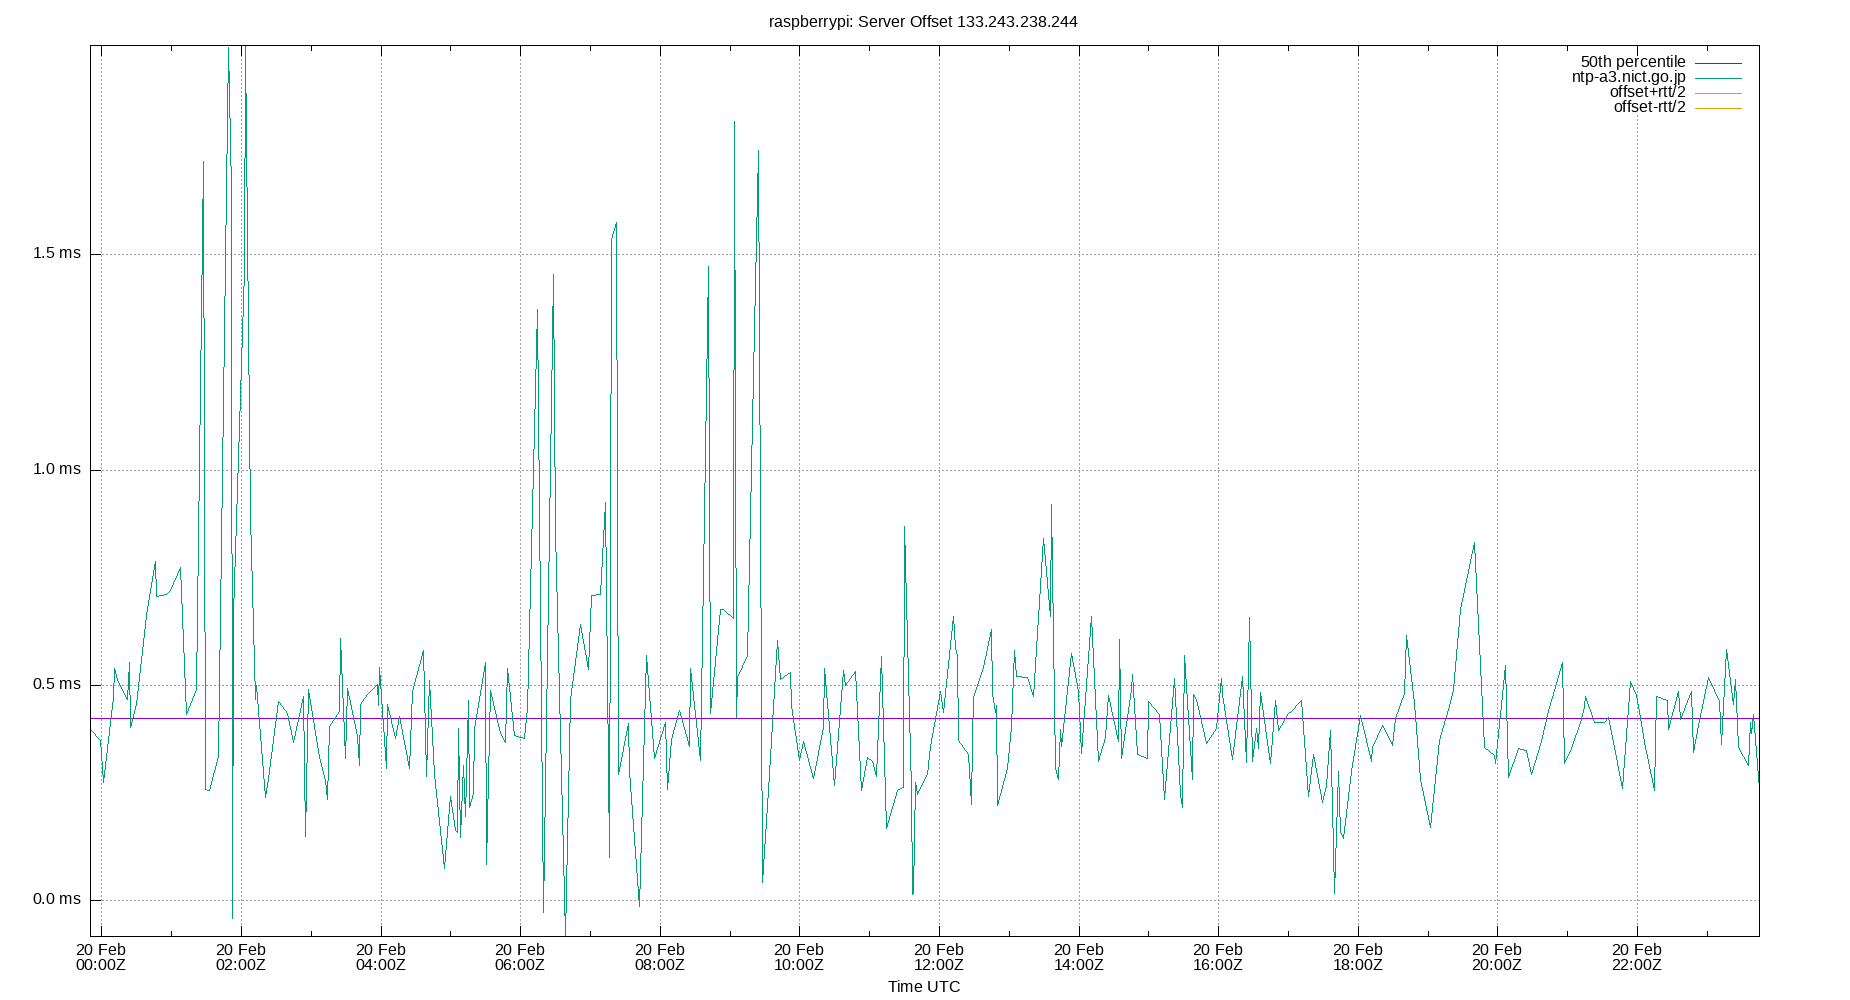 raspberrypi: Server Offset 133.243.238.244
50th percentile
ntp-a3.nict.go.jp
offset+rtt/2
offset-rtt/2
1.5 ms
1.0 ms
0.5 ms
0.0 ms
20 Feb 20 Feb 20 Feb 20 Feb 20 Feb 20 Feb 20 Feb 20 Feb 20 Feb 20 Feb 20 Feb 20 Feb
00:00Z 02:00Z 04:00Z 06:00Z 08:00Z 10:00Z 12:00Z 14:00Z 16:00Z 18:00Z 20:00Z 22:00Z
Time UTC